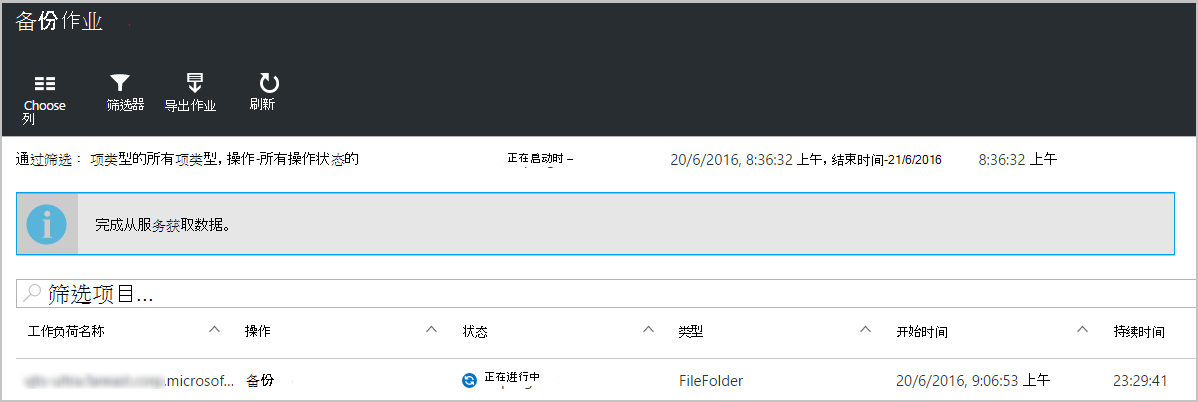 备份作业
Choose 列 筛选器 导出作业 刷新
通过筛选： 项类型的所有项类型, 操作-所有操作状态的 正在启动时 – 20/6/2016, 8:36:32 上午, 结束时间-21/6/2016 8:36:32 上午
完成从服务获取数据。
筛选项目...
工作负荷名称 操作 状态 类型 开始时间 持续时间
.microsof... 备份 正在进行中 FileFolder 20/6/2016, 9:06:53 上午 23:29:41